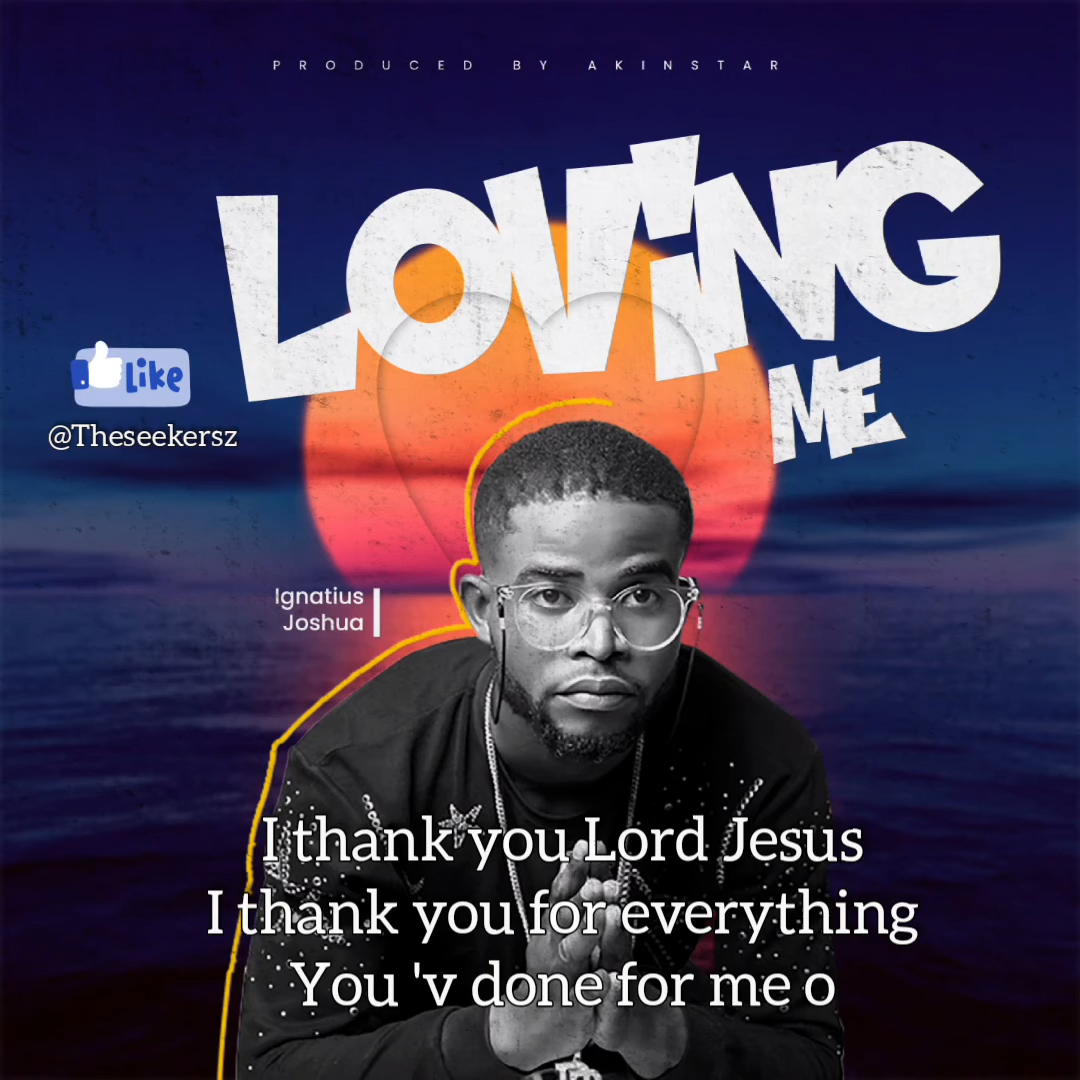 PRODUCED BY AKINSTAR
LOViNG
ME
Like
@Theseekersz
Ignatius
Joshua
I thank you Lord Jesus
I thank you for everything
You 'v done for me o